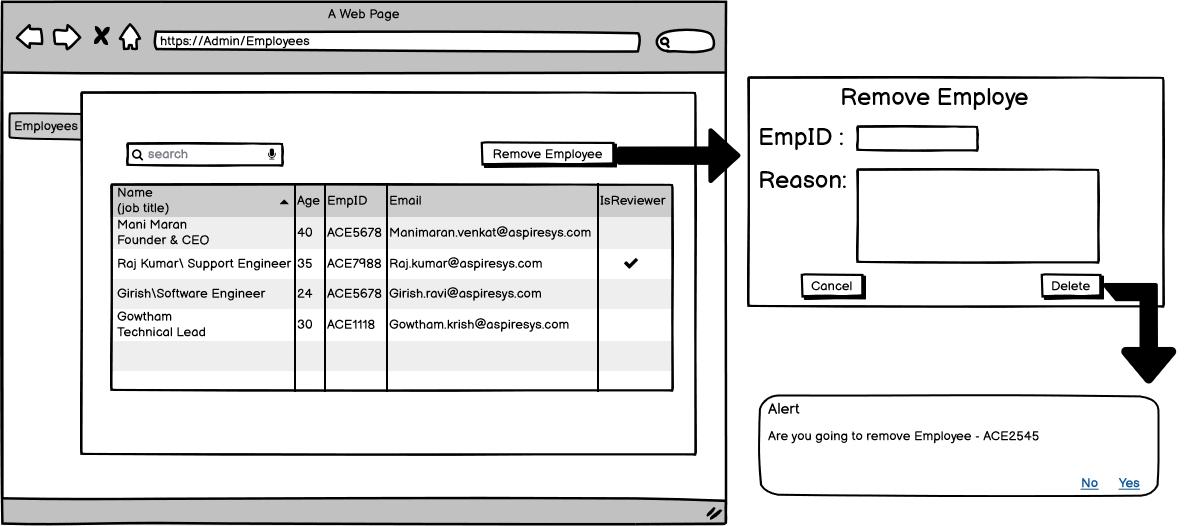 A Web Page
https://Admin/Employees
Employees
search
Remove Employee
Name
(job title)
Age
EmpID
Email
IsReviewer
Mani Maran
Founder & CEO
40
ACE5678
Manimaran.venkat@aspiresys.com
Raj Kumar\ Support Engineer
35
ACE7988
Raj.kumar@aspiresys.com
Girish\Software Engineer
24
ACE5678
Girish.ravi@aspiresys.com
Gowtham
Technical Lead
30
ACE1118
Gowtham.krish@aspiresys.com
Remove Employe
EmpID :
Reason:
Cancel
Delete
Alert
Are you going to remove Employee - ACE2545
No
Yes